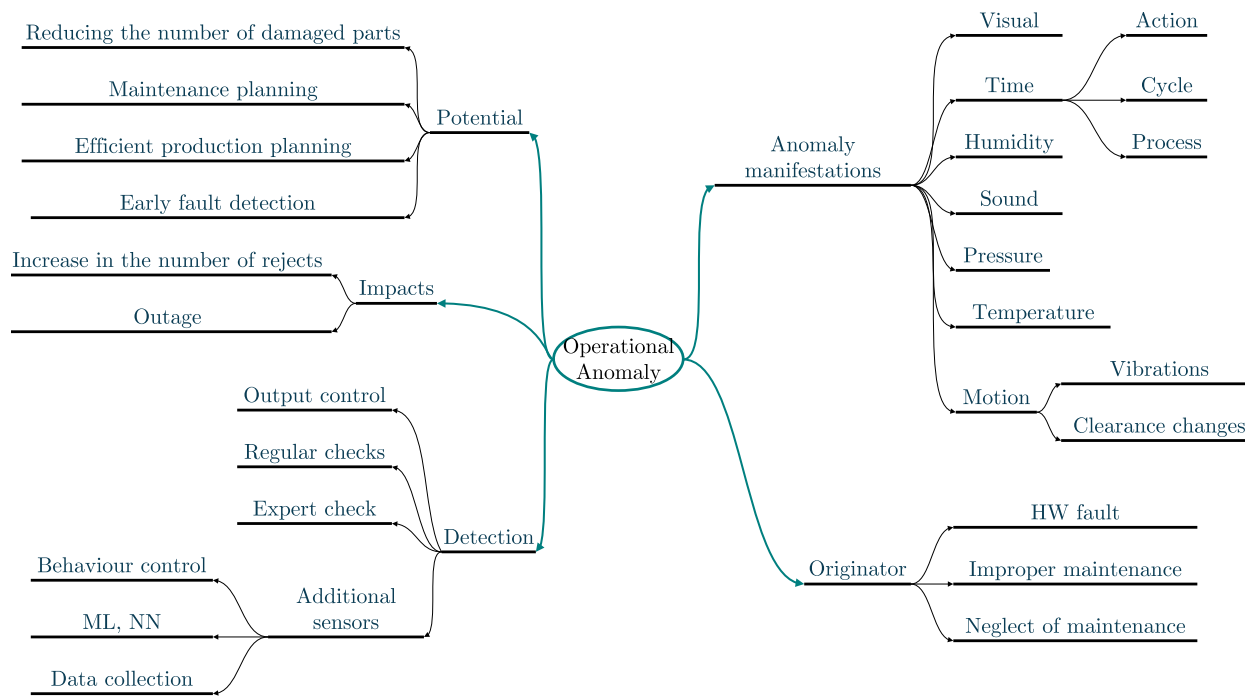 Reducing the number of damaged parts
Maintenance planning
Efficient production planning
Early fault detection
Potential
Increase in the number of rejects
Outage
Impacts
Output control
Regular checks
Expert check
Detection
Behaviour control
ML, NN
Data collection
Additional
sensors
Operational
Anomaly
Anomaly
manifestations
Visual
Time
Action
Cycle
Process
Humidity
Sound
Pressure
Temperature
Motion
Vibrations
Clearance changes
Originator
HW fault
Improper maintenance
Neglect of maintenance